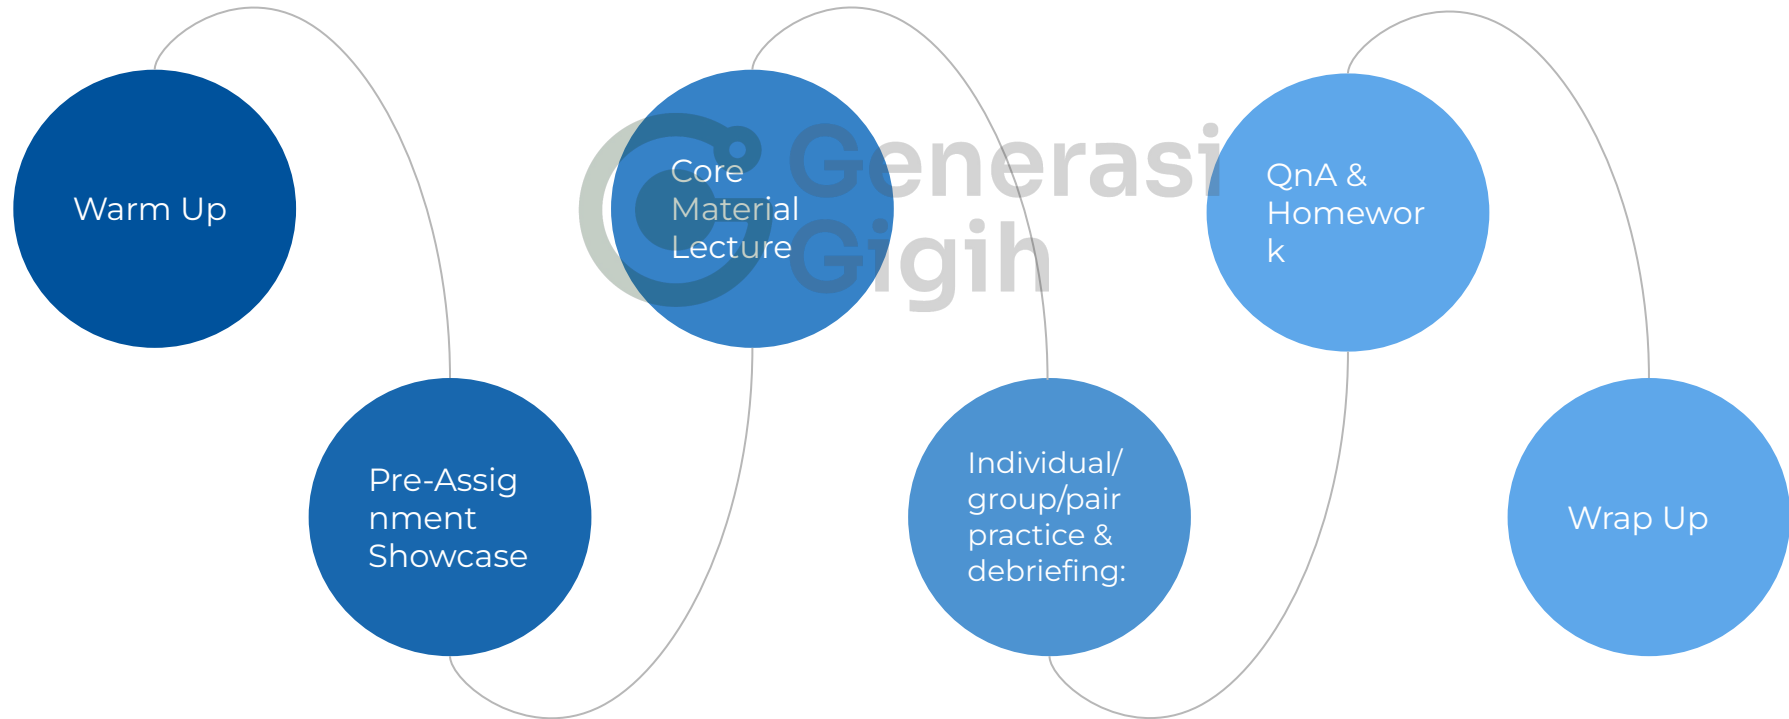 Warm Up
Pre-Assig
nment
Showcase
Core
Material
Lecture
Individual/
group/pair
practice &
debriefing:
QnA &
Homewor
k
Wrap Up
Generasi
Gigih